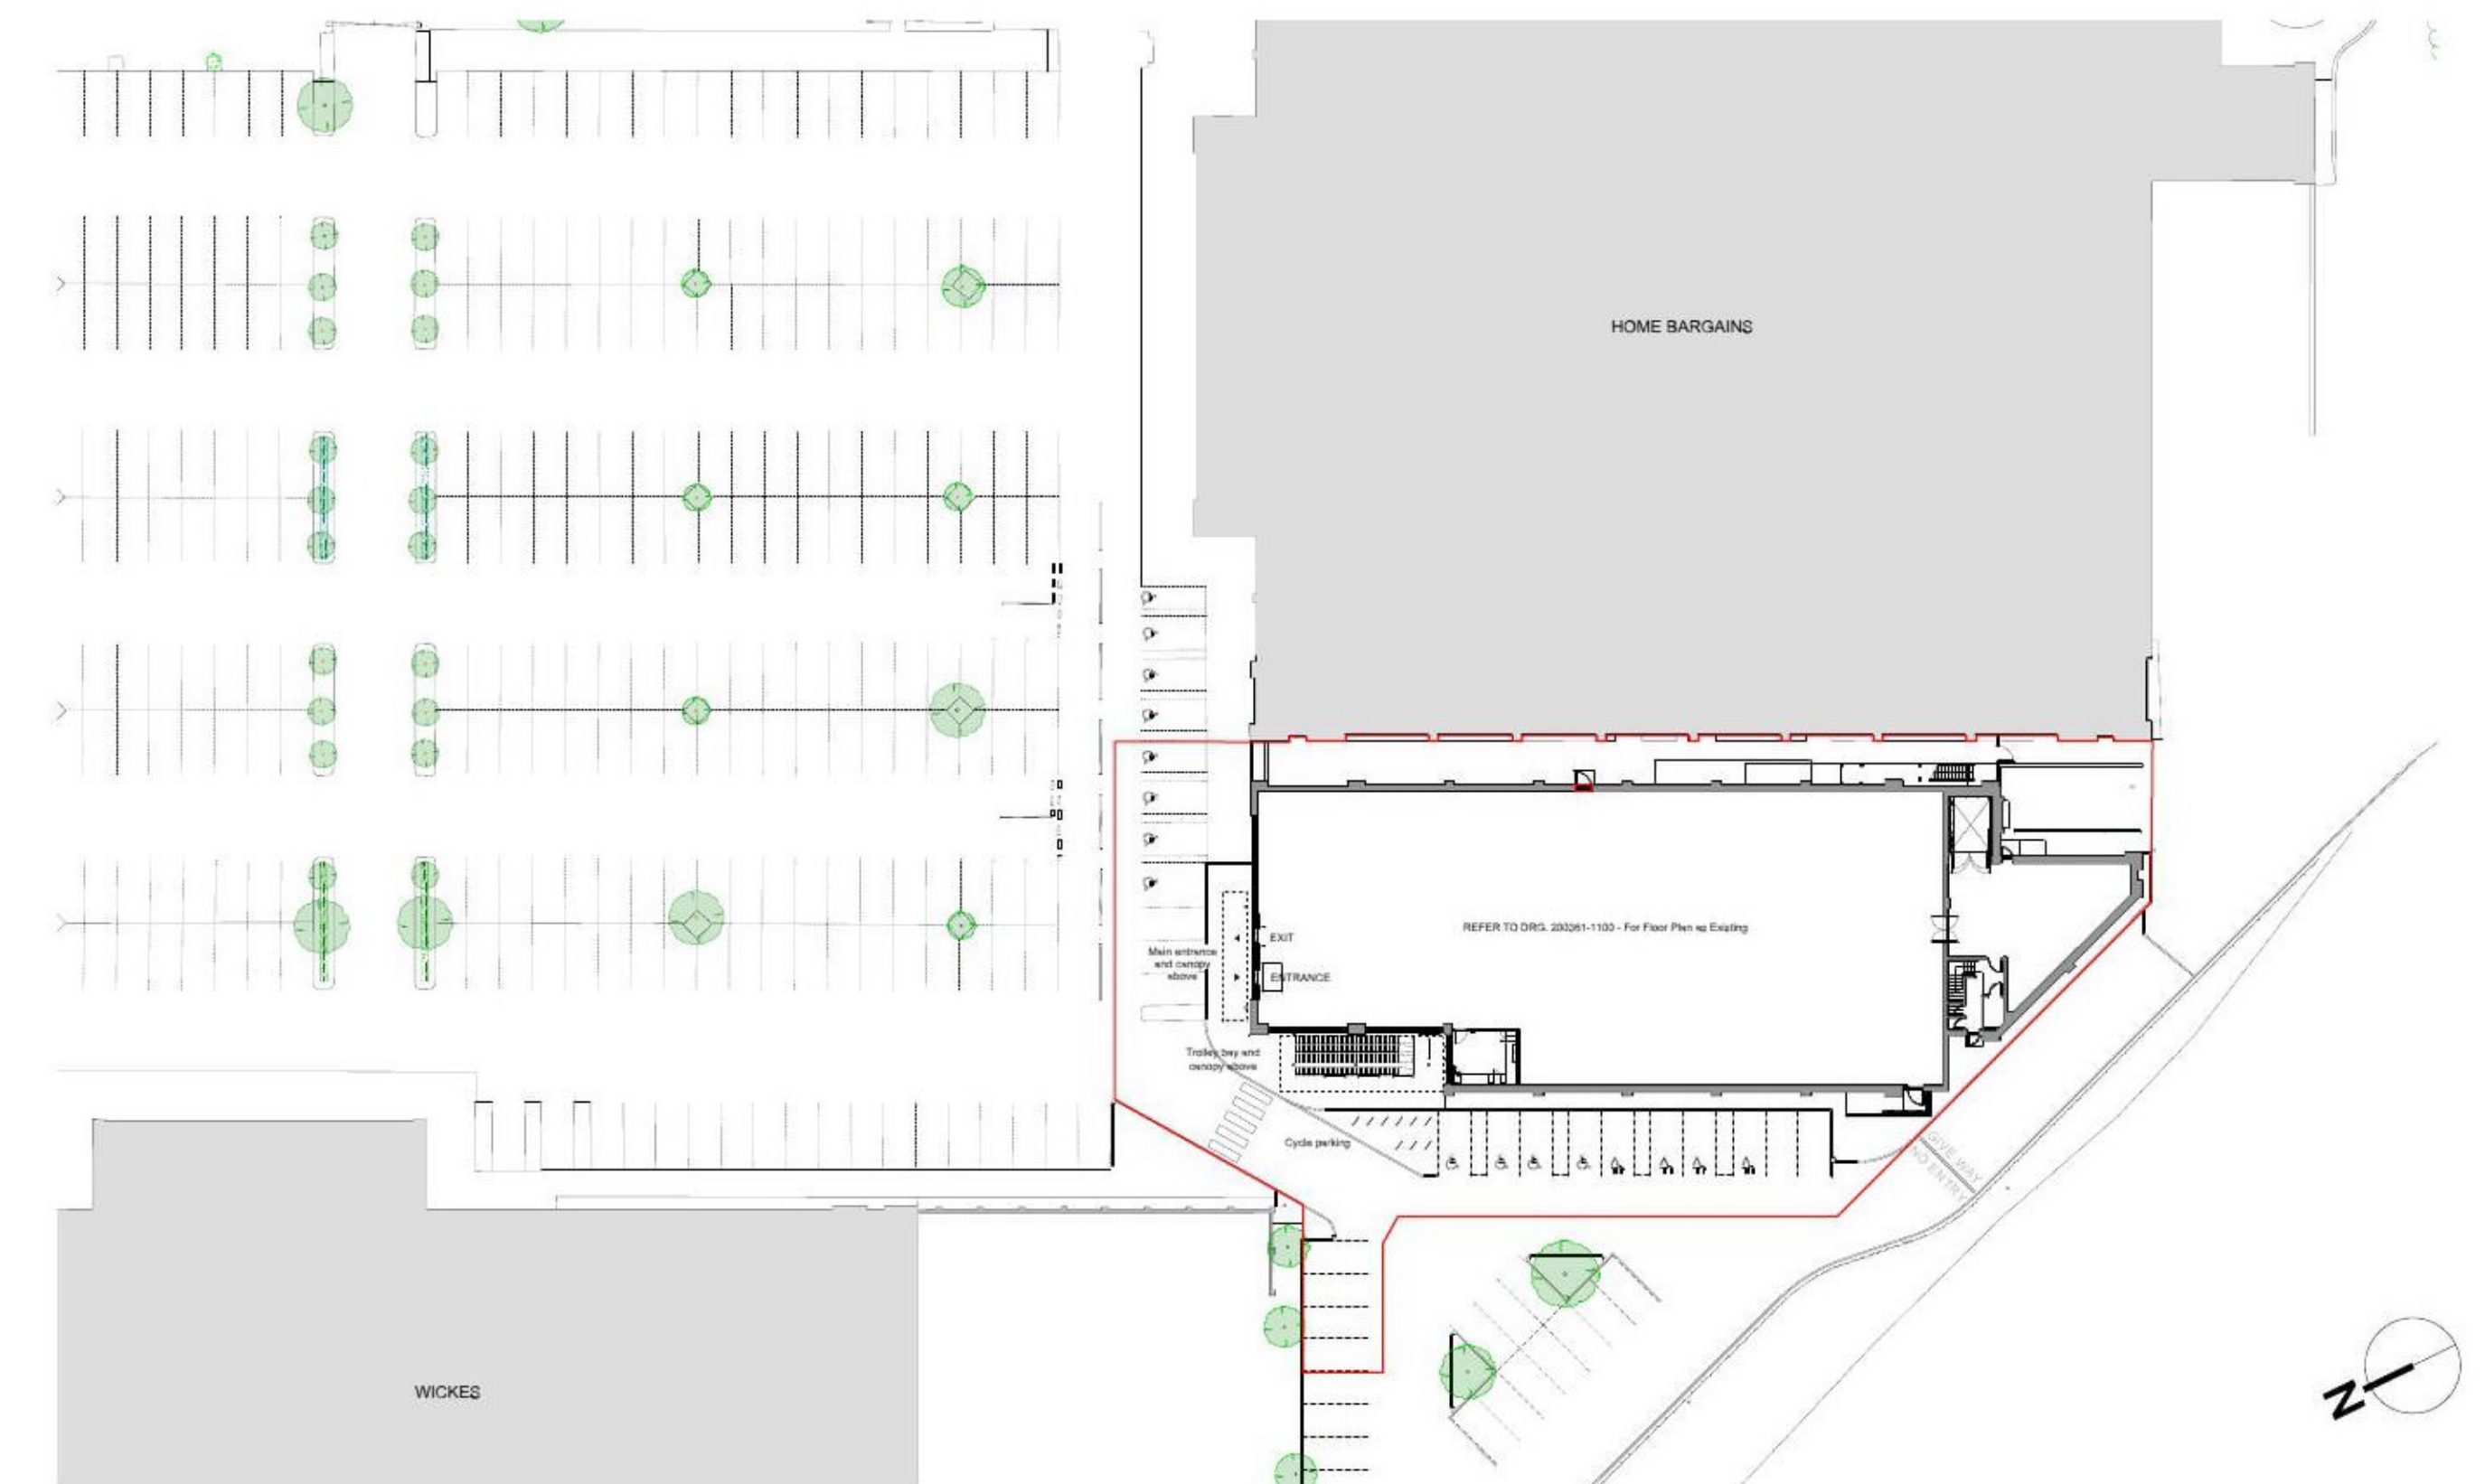 HOME BARGAINS
REFER TO DRG. 200361-1100 - For Floor Plan as Existing
EXIT
Main entrance
and canopy
above
ENTRANCE
Trolley bay and
canopy above
Cycle parking
GIVE WAY
NO ENTRY
WICKES
N